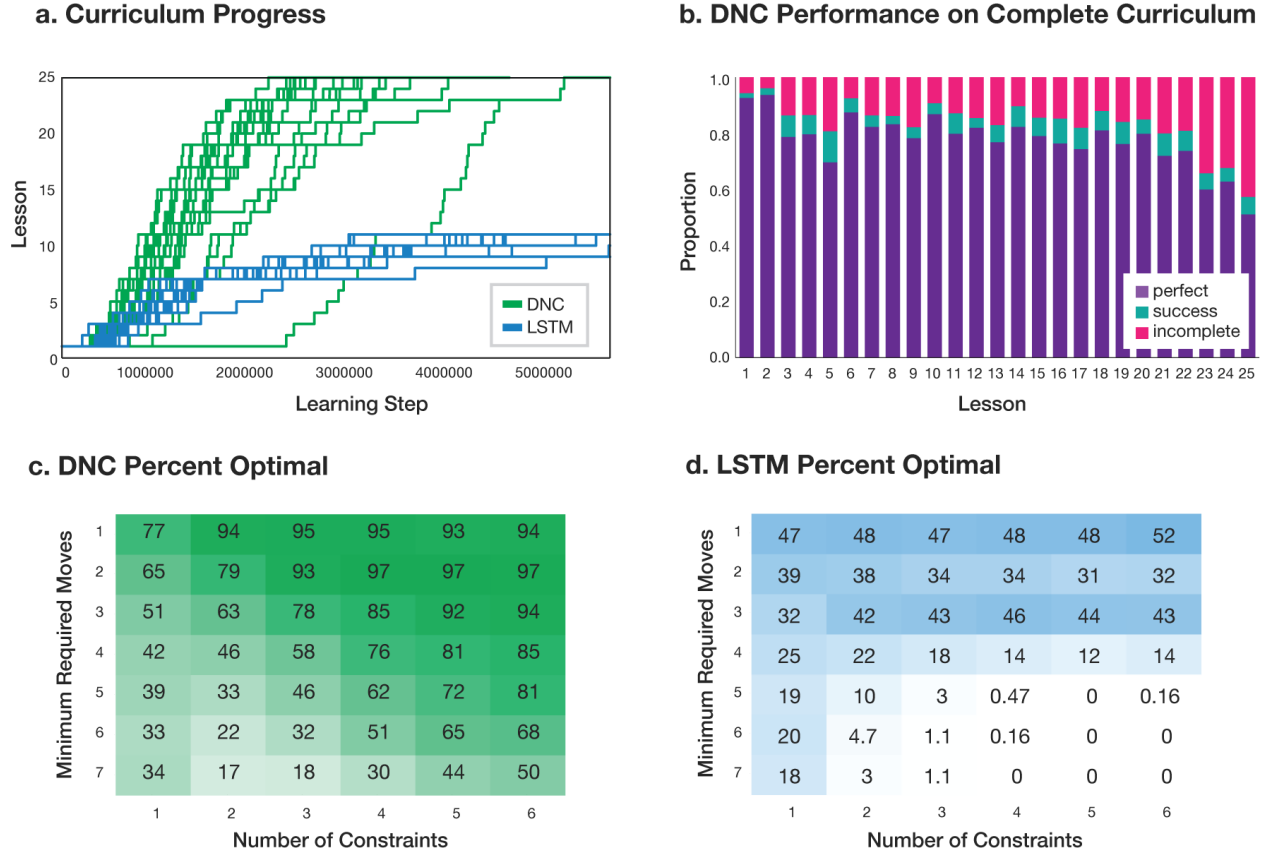 a. Curriculum Progress
b. DNC Performance on Complete Curriculum
25
20
15
10
5
0
Lesson
DNC
LSTM
0 1000000 2000000 3000000 4000000 5000000
Learning Step
1.0
0.8
0.6
0.4
0.2
0.0
Proportion
perfect
success
incomplete
1 2 3 4 5 6 7 8 9 10 11 12 13 14 15 16 17 18 19 20 21 22 23 24 25
Lesson
c. DNC Percent Optimal
Minimum Required Moves
1 77 94 95 95 93 94
2 65 79 93 97 97 97
3 51 63 78 85 92 94
4 42 46 58 76 81 85
5 39 33 46 62 72 81
6 33 22 32 51 65 68
7 34 17 18 30 44 50
1 2 3 4 5 6
Number of Constraints
d. LSTM Percent Optimal
Minimum Required Moves
1 47 48 47 48 48 52
2 39 38 34 34 31 32
3 32 42 43 46 44 43
4 25 22 18 14 12 14
5 19 10 3 0.47 0 0.16
6 20 4.7 1.1 0.16 0 0
7 18 3 1.1 0 0 0
1 2 3 4 5 6
Number of Constraints